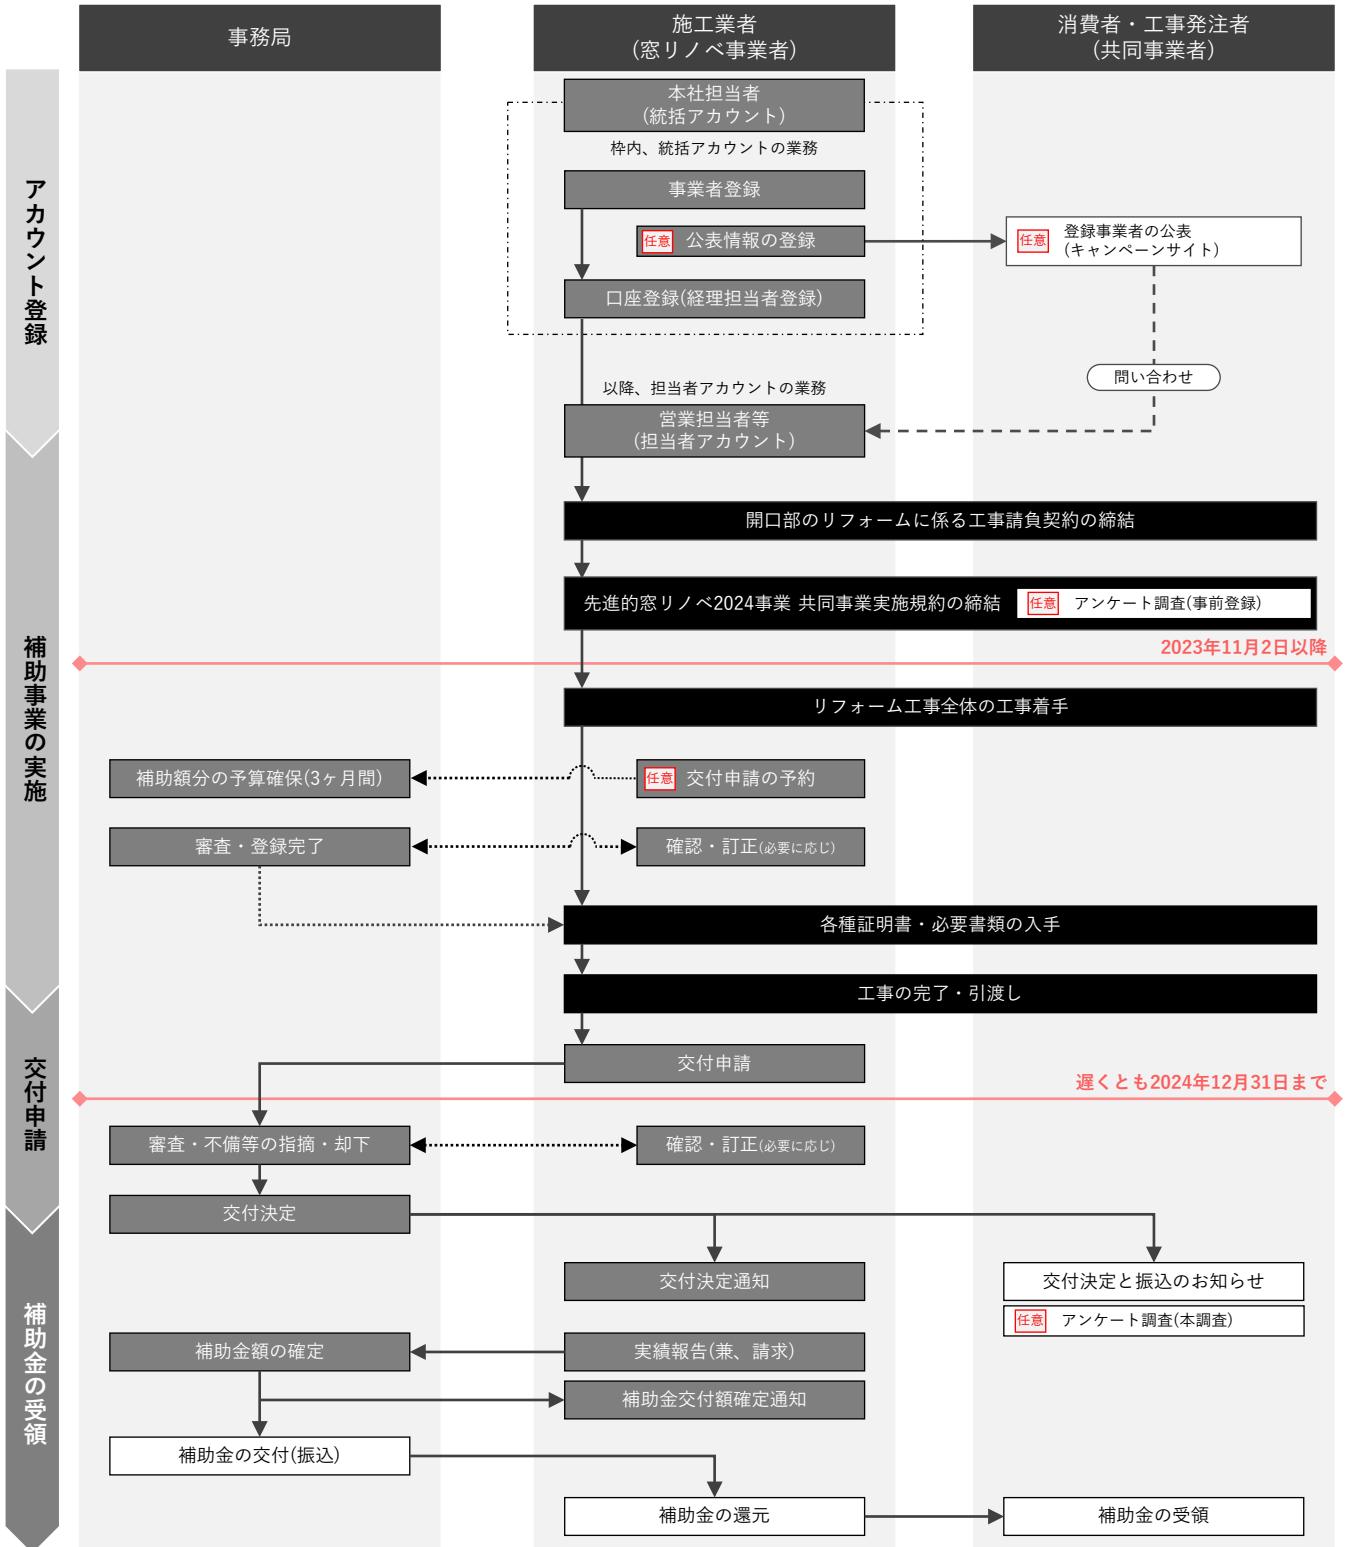 事務局
施工業者
(窓リノベ事業者)
消費者・工事発注者
(共同事業者)
アカウント登録
本社担当者
(統括アカウント)
枠内、統括アカウントの業務
事業者登録
任意 公表情報の登録
任意 登録事業者の公表
(キャンペーンサイト)
口座登録(経理担当者登録)
問い合わせ
以降、担当者アカウントの業務
営業担当者等
(担当者アカウント)
補助事業の実施
開口部のリフォームに係る工事請負契約の締結
先進的窓リノベ2024事業 共同事業実施規約の締結 任意 アンケート調査(事前登録)
2023年11月2日以降
リフォーム工事全体の工事着手
補助額分の予算確保(3ヶ月間) 任意 交付申請の予約
審査・登録完了 確認・訂正(必要に応じ)
各種証明書・必要書類の入手
工事の完了・引渡し
交付申請
交付申請
遅くとも2024年12月31日まで
審査・不備等の指摘・却下 確認・訂正(必要に応じ)
交付決定
補助金の受領
交付決定通知 交付決定と振込のお知らせ
任意 アンケート調査(本調査)
補助金額の確定 実績報告(兼、請求)
補助金交付額確定通知
補助金の交付(振込)
補助金の還元 補助金の受領